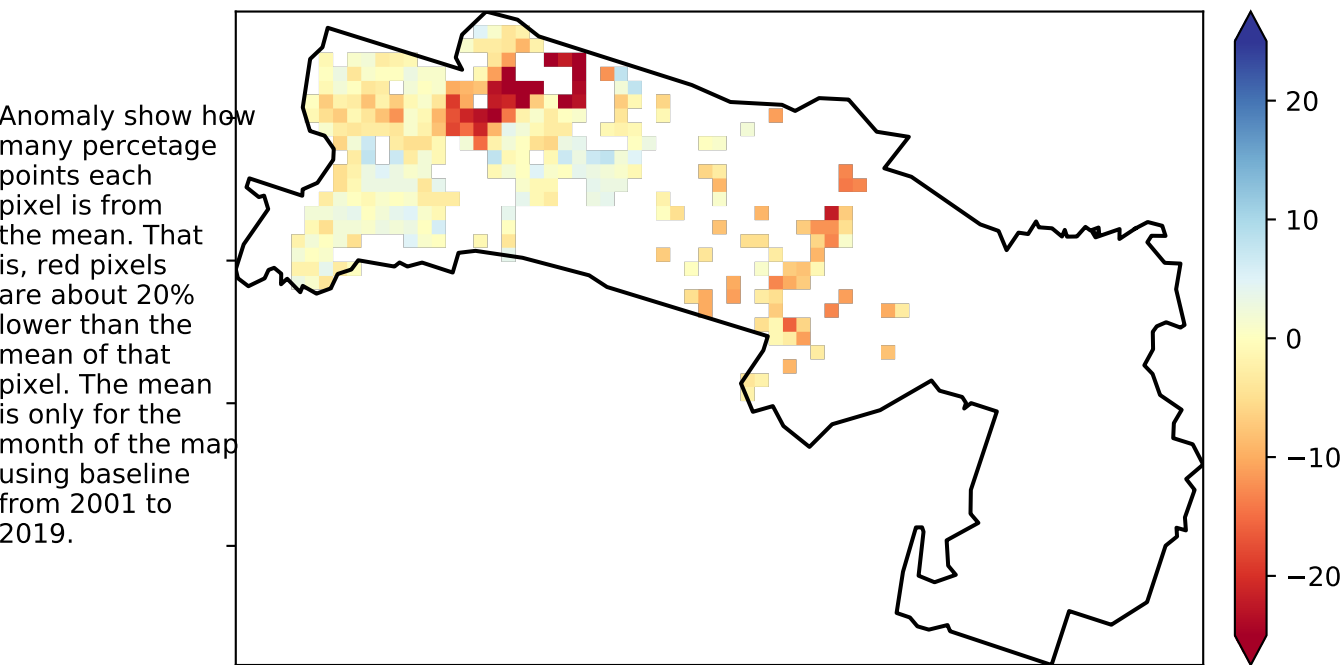 Anomaly show how
many percetage
points each
pixel is from
the mean. That
is, red pixels
are about 20%
lower than the
mean of that
pixel. The mean
is only for the
month of the map
using baseline
from 2001 to
2019.
20
10
0
−10
−20